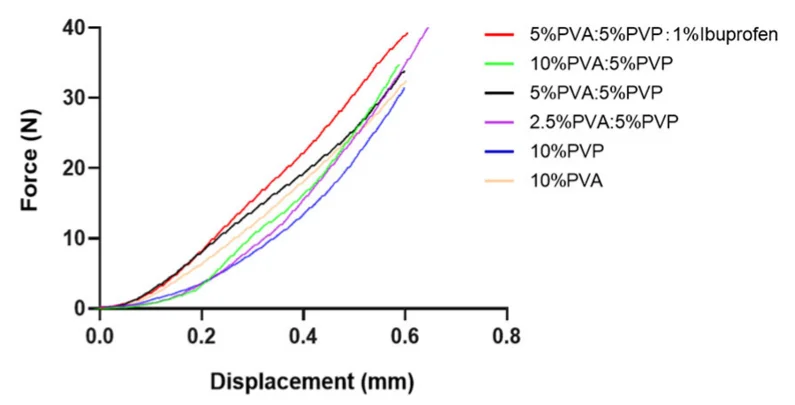 40
30
20
10
0
0.0 0.2 0.4 0.6 0.8
Force (N)
Displacement (mm)
5%PVA:5%PVP:1%Ibuprofen
10%PVA:5%PVP
5%PVA:5%PVP
2.5%PVA:5%PVP
10%PVP
10%PVA